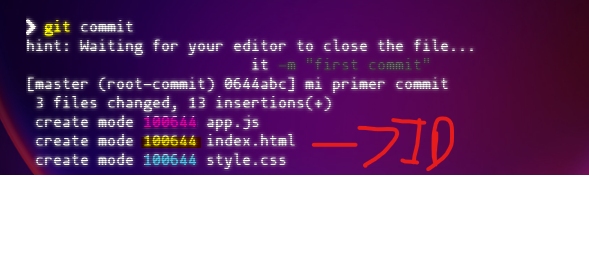 ❯ git commit
hint: Waiting for your editor to close the file...
it -m "first commit"
[master (root-commit) 0644abc] mi primer commit
3 files changed, 13 insertions(+)
create mode 100644 app.js
create mode 100644 index.html → ID
create mode 100644 style.css